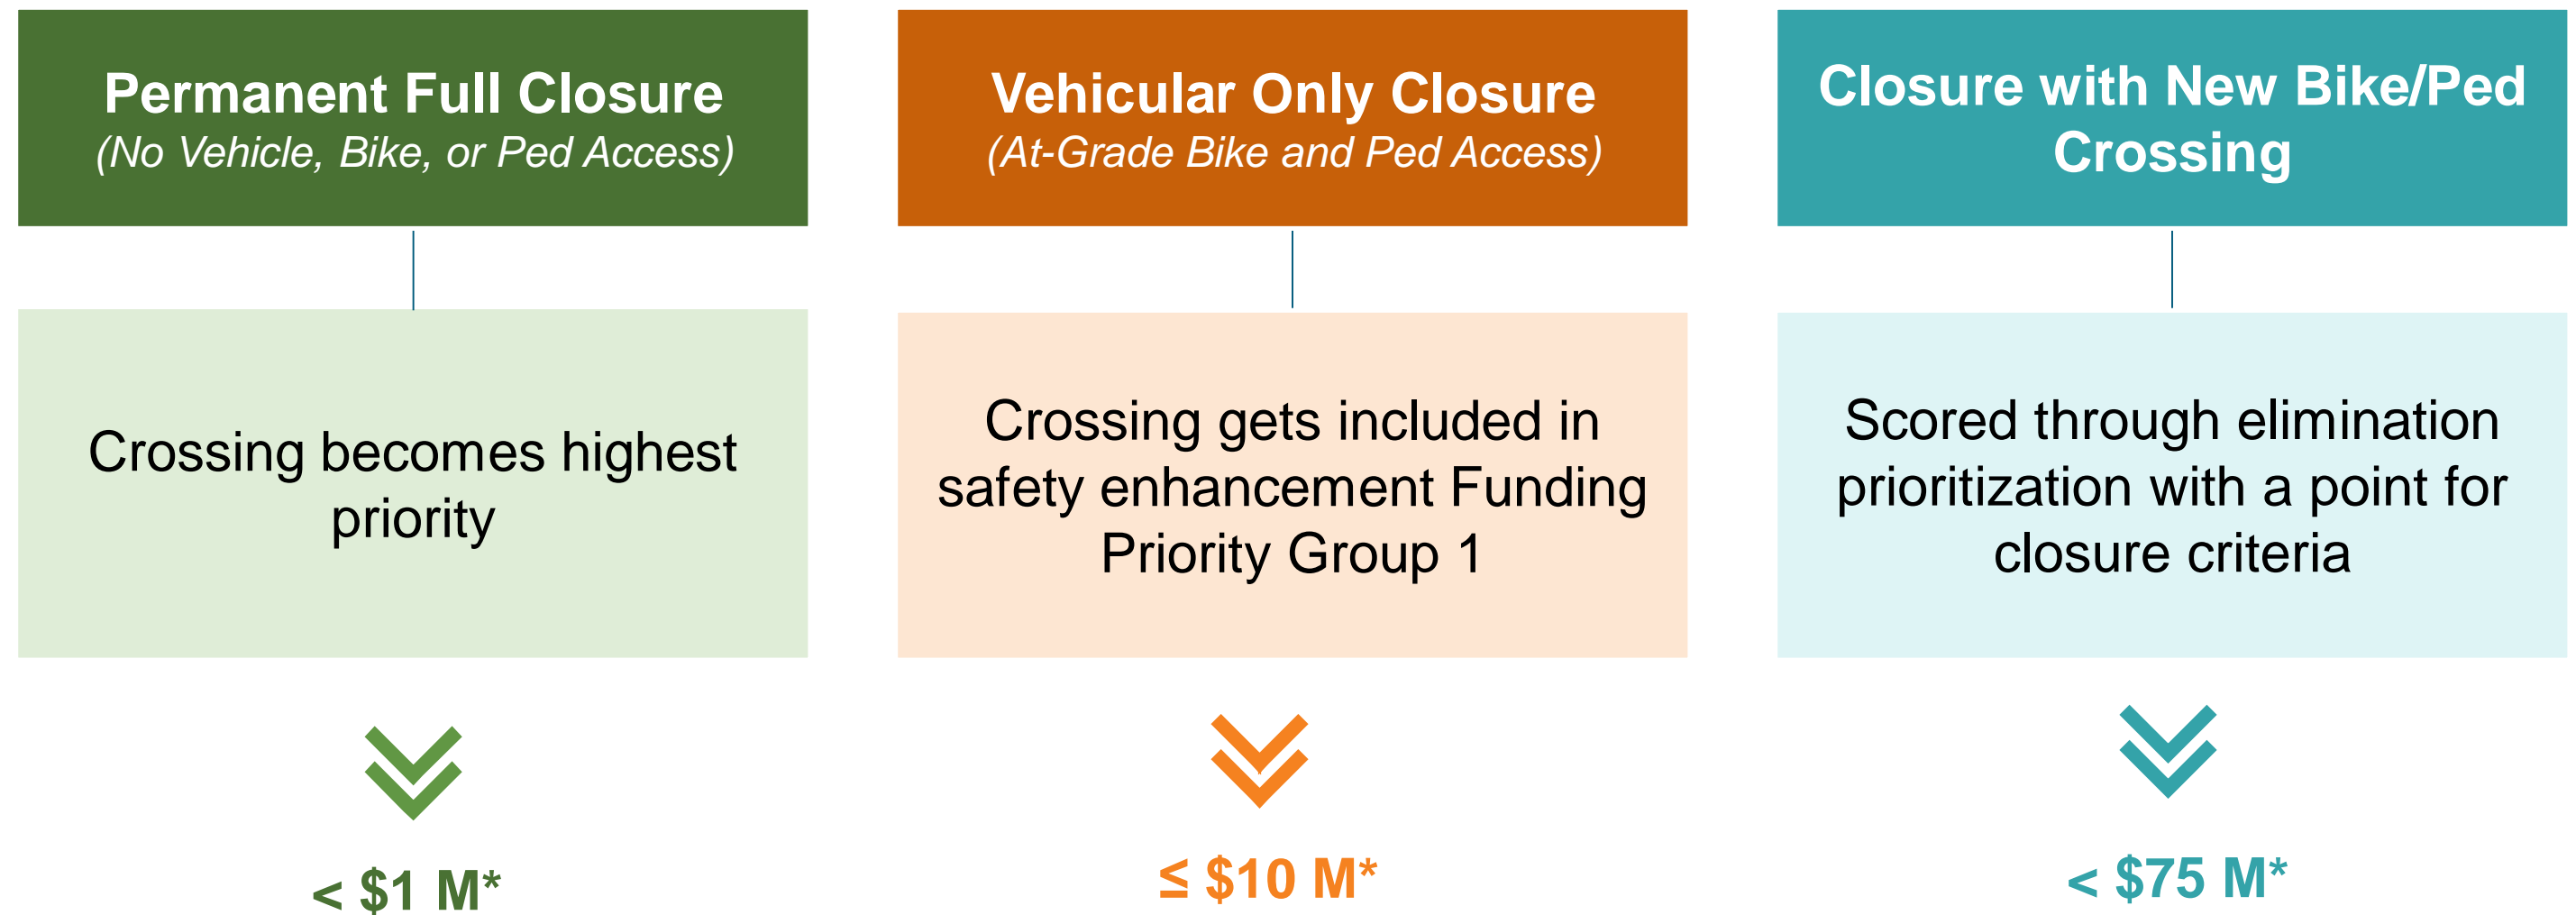 Permanent Full Closure
(No Vehicle, Bike, or Ped Access)
Crossing becomes highest
priority
< $1 M*
Vehicular Only Closure
(At-Grade Bike and Ped Access)
Crossing gets included in
safety enhancement Funding
Priority Group 1
≤ $10 M*
Closure with New Bike/Ped
Crossing
Scored through elimination
prioritization with a point for
closure criteria
< $75 M*